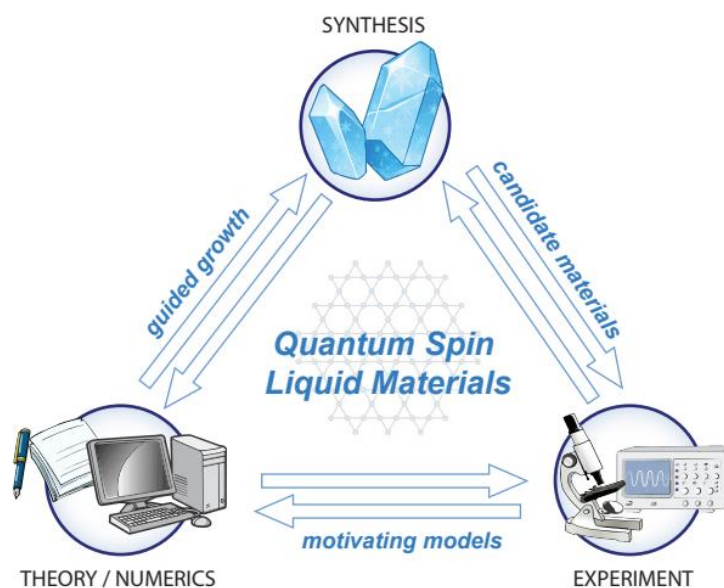 SYNTHESIS
guided growth
candidate materials
Quantum Spin
Liquid Materials
motivating models
THEORY / NUMERICS
EXPERIMENT